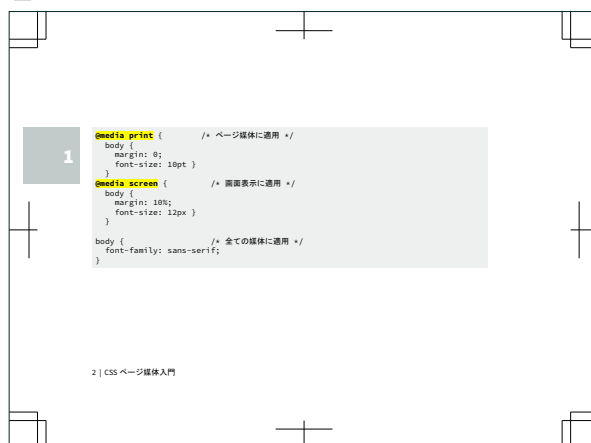 1
@media print {        /* ページ媒体に適用 */
  body {
    margin: 0;
    font-size: 10pt }
  }
@media screen {       /* 画面表示に適用 */
  body {
    margin: 10%;
    font-size: 12px }
  }
body {                /* 全ての媒体に適用 */
  font-family: sans-serif;
}
2 | CSS ページ媒体入門